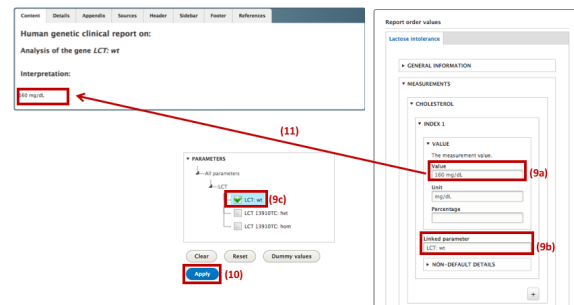 Content Details Appendix Sources Header Sidebar Footer References
Human genetic clinical report on:
Analysis of the gene LCT: wt
Interpretation:
160 mg/dL
(11)
PARAMETERS
All parameters
LCT
LCT: wt
(9c)
LCT 13910TC: het
LCT 13910TC: hom
Clear Reset Dummy values
Apply
(10)
Report order values
Lactose intolerance
GENERAL INFORMATION
MEASUREMENTS
CHOLESTEROL
INDEX 1
VALUE
The measurement value.
Value
160 mg/dL
(9a)
Unit
mg/dL
Percentage
Linked parameter
LCT: wt
(9b)
NON-DEFAULT DETAILS
+